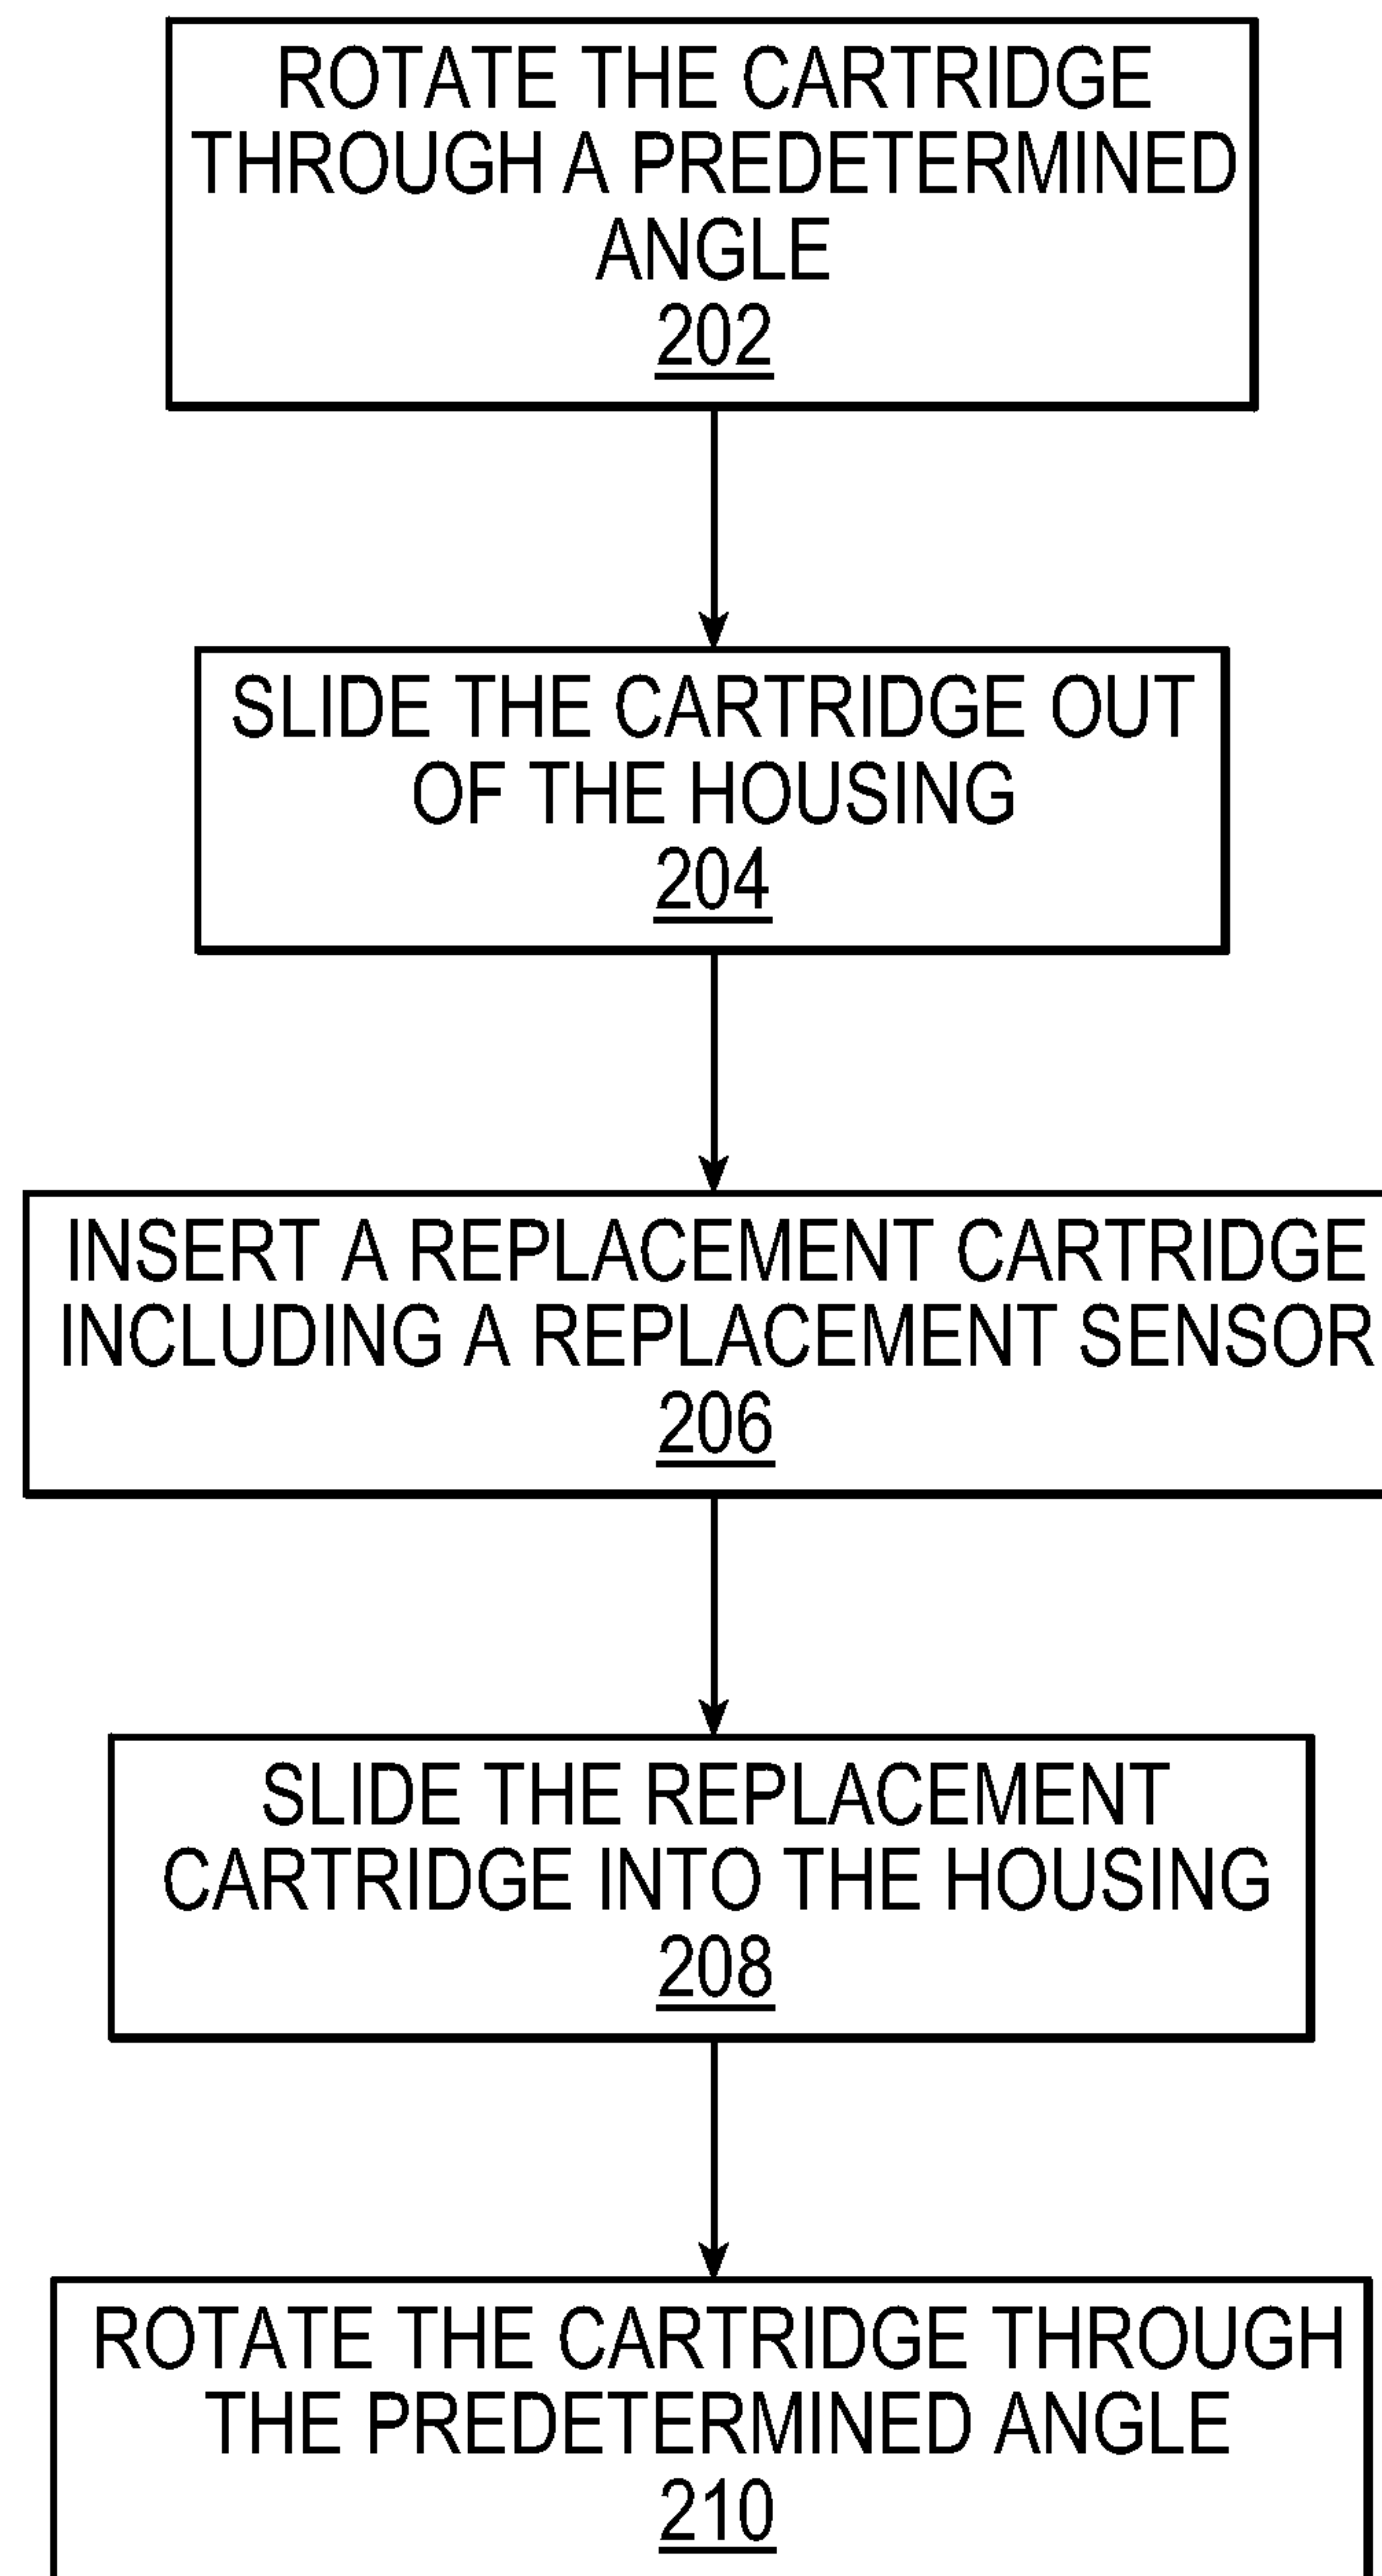 ROTATE THE CARTRIDGE
THROUGH A PREDETERMINED
ANGLE
202
SLIDE THE CARTRIDGE OUT
OF THE HOUSING
204
INSERT A REPLACEMENT CARTRIDGE
INCLUDING A REPLACEMENT SENSOR
206
SLIDE THE REPLACEMENT
CARTRIDGE INTO THE HOUSING
208
ROTATE THE CARTRIDGE THROUGH
THE PREDETERMINED ANGLE
210